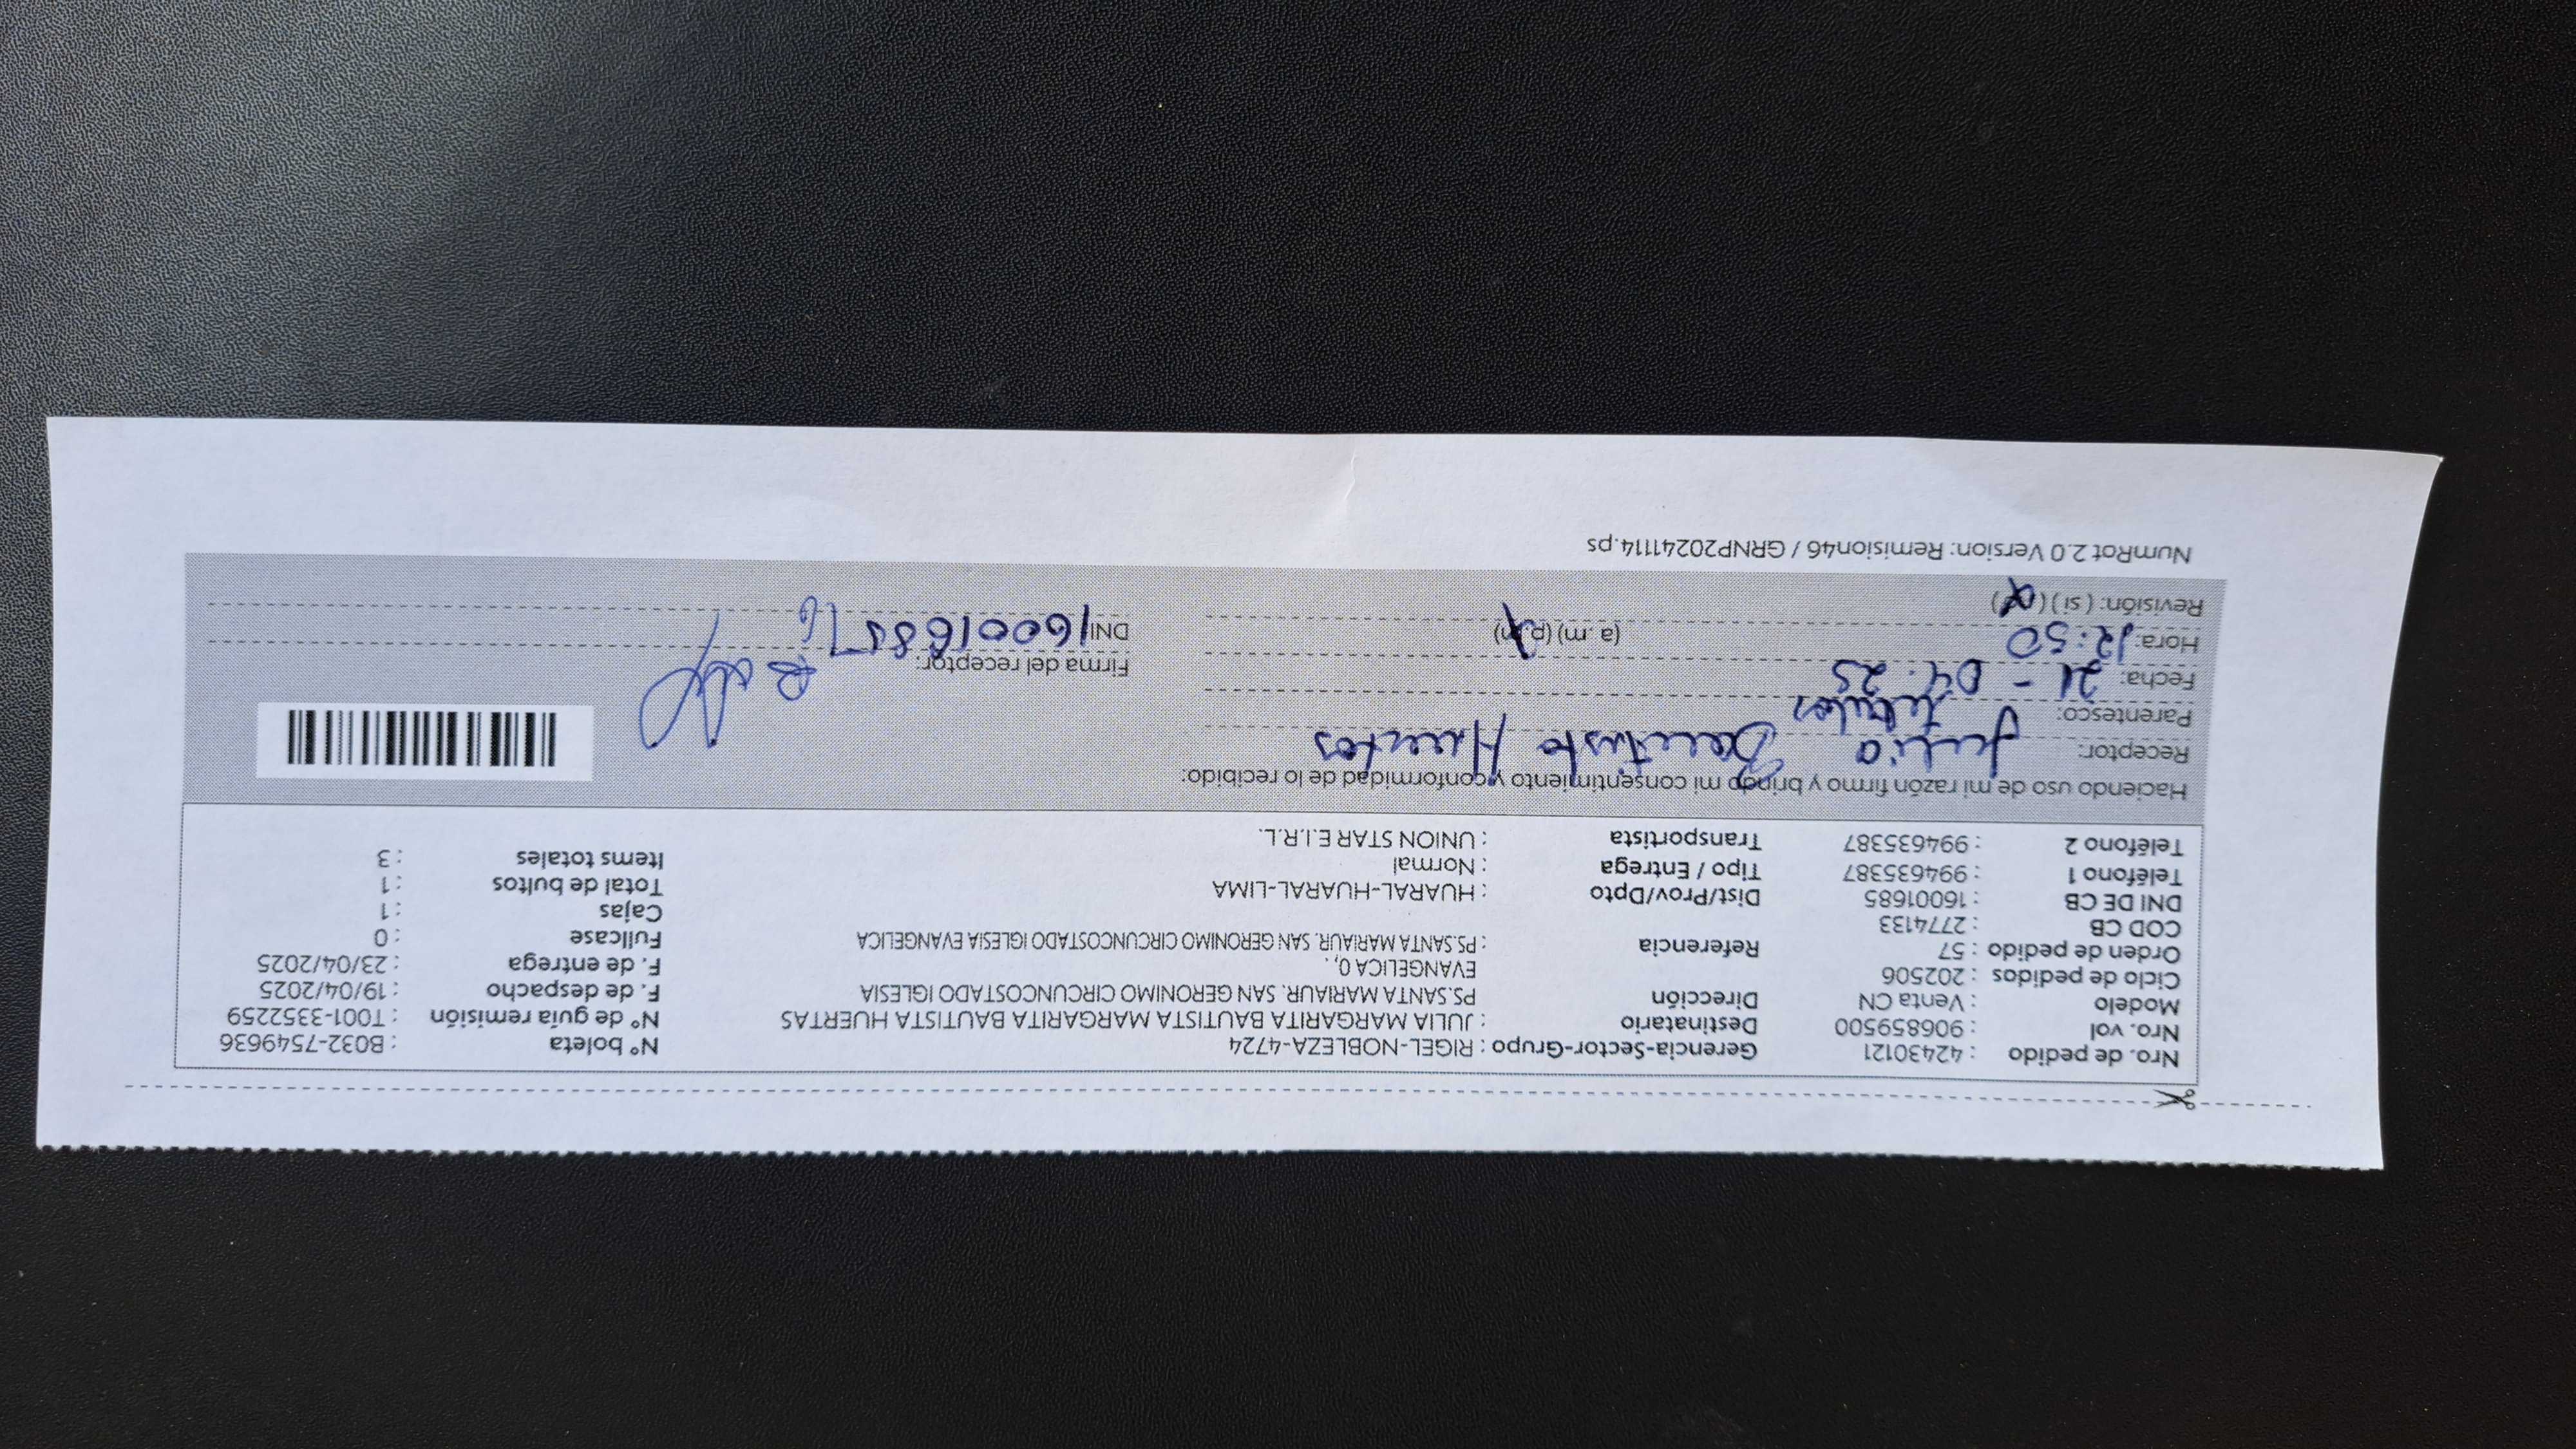 Nro. de pedido : 42430121 Gerencia-Sector-Grupo : RIGEL-NOBLEZA-4724 N° boleta : B032-7549636
Nro. vol : 906859500 Destinatario : JULIA MARGARITA BAUTISTA MARGARITA BAUTISTA HUERTAS N° de guía remisión : T001-3352259
Modelo : Venta CN Dirección PS.SANTA MARIAUR. SAN GERONIMO CIRCUNCOSTADO IGLESIA F. de despacho : 19/04/2025
Ciclo de pedidos : 202506 EVANGELICA 0, . F. de entrega : 23/04/2025
Orden de pedido : 57 Referencia : PS.SANTA MARIAUR. SAN GERONIMO CIRCUNCOSTADO IGLESIA EVANGELICA Fullcase : 0
COD CB : 2774133 Cajas : 1
DNI DE CB : 16001685 Dist/Prov/Dpto : HUARAL-HUARAL-LIMA Total de bultos : 1
Teléfono 1 : 994635387 Tipo / Entrega : Normal Items totales : 3
Teléfono 2 : 994635387 Transportista : UNION STAR E.I.R.L.
Haciendo uso de mi razón firmo y brindo mi consentimiento y conformidad de lo recibido:
Receptor: Julia Bautista Huertas
Parentesco: titular
Fecha: 21 - 04. 25 Firma del receptor:
Hora: 12:50 (a. m) (p.m) DNI 16001685
Revisión: ( si ) ( no )
NumRot 2.0 Version: Remision46 / GRNP20241114.ps